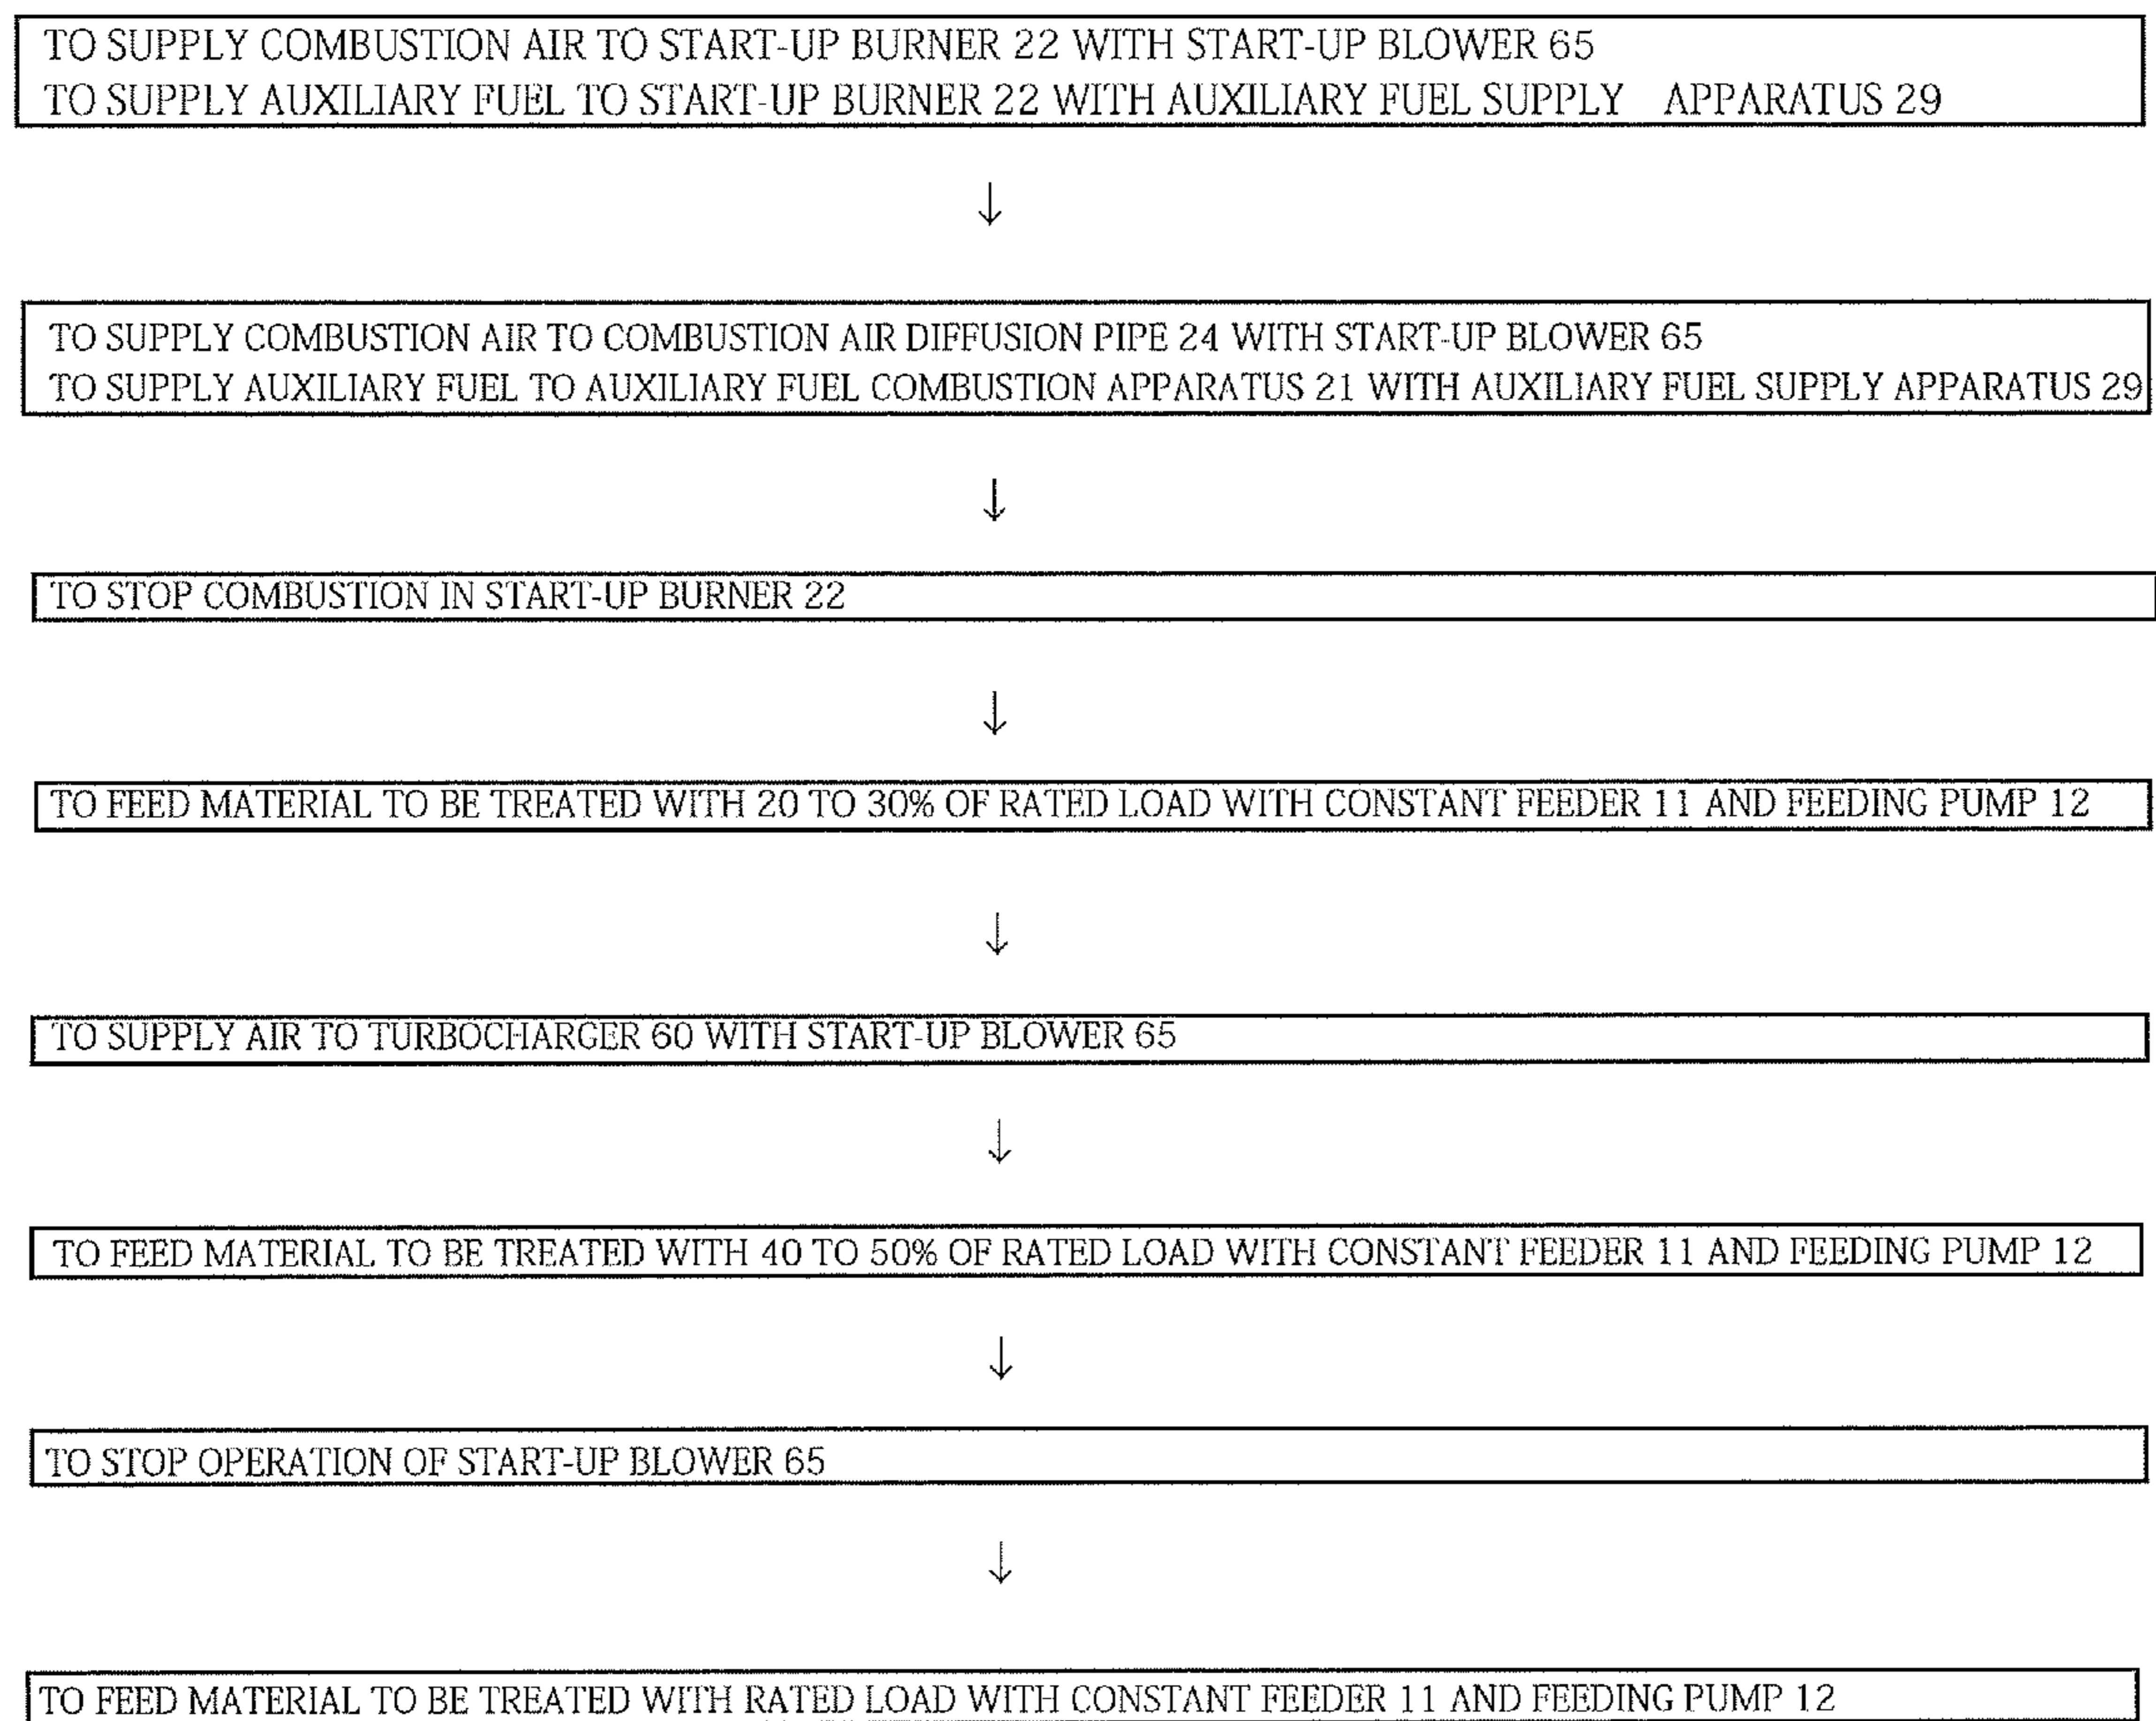 TO SUPPLY COMBUSTION AIR TO START-UP BURNER 22 WITH START-UP BLOWER 65
TO SUPPLY AUXILIARY FUEL TO START-UP BURNER 22 WITH AUXILIARY FUEL SUPPLY APPARATUS 29
↓
TO SUPPLY COMBUSTION AIR TO COMBUSTION AIR DIFFUSION PIPE 24 WITH START-UP BLOWER 65
TO SUPPLY AUXILIARY FUEL TO AUXILIARY FUEL COMBUSTION APPARATUS 21 WITH AUXILIARY FUEL SUPPLY APPARATUS 29
↓
TO STOP COMBUSTION IN START-UP BURNER 22
↓
TO FEED MATERIAL TO BE TREATED WITH 20 TO 30% OF RATED LOAD WITH CONSTANT FEEDER 11 AND FEEDING PUMP 12
↓
TO SUPPLY AIR TO TURBOCHARGER 60 WITH START-UP BLOWER 65
↓
TO FEED MATERIAL TO BE TREATED WITH 40 TO 50% OF RATED LOAD WITH CONSTANT FEEDER 11 AND FEEDING PUMP 12
↓
TO STOP OPERATION OF START-UP BLOWER 65
↓
TO FEED MATERIAL TO BE TREATED WITH RATED LOAD WITH CONSTANT FEEDER 11 AND FEEDING PUMP 12